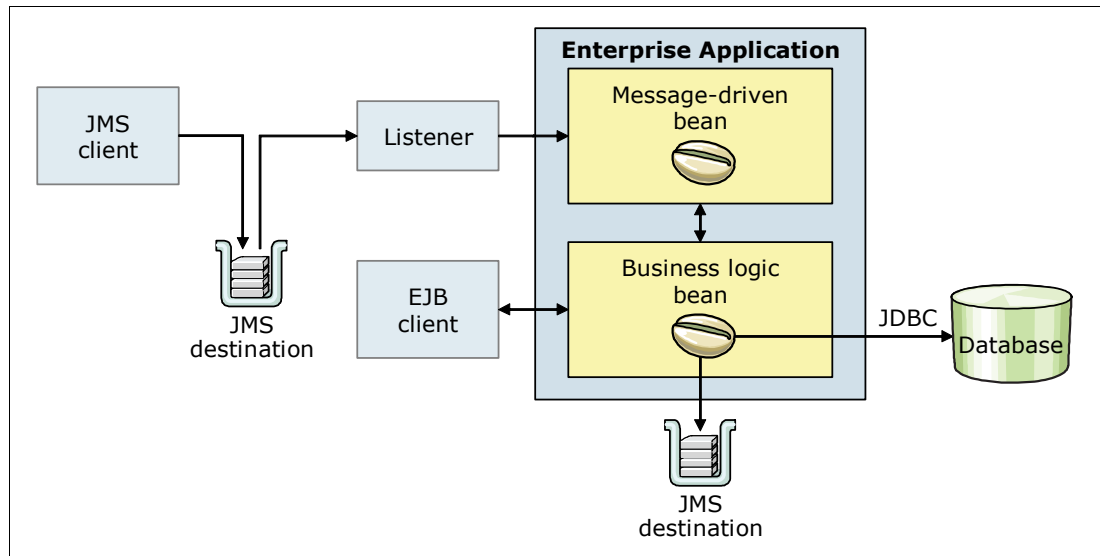 Enterprise Application
Message-driven
bean
JMS
client
Listener
Business logic
bean
EJB
client
JMS
destination
JDBC
Database
JMS
destination